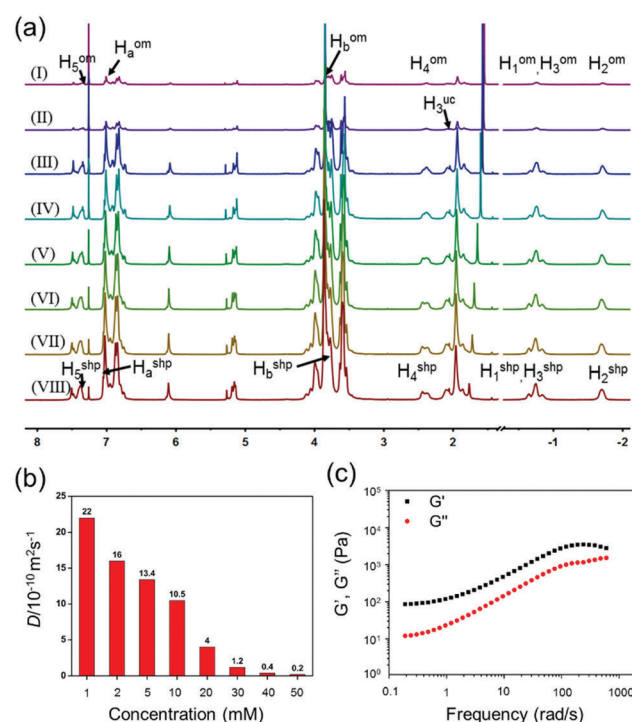 (a)
H₅ᵒᵐ Hₐᵒᵐ H_bᵒᵐ H₄ᵒᵐ H₁ᵒᵐ, H₃ᵒᵐ H₂ᵒᵐ
(I)
H₃ᵘᶜ
(II)
(III)
(IV)
(V)
(VI)
(VII)
H₅ˢʰᵖ Hₐˢʰᵖ H_bˢʰᵖ H₄ˢʰᵖ H₁ˢʰᵖ, H₃ˢʰᵖ H₂ˢʰᵖ
(VIII)
8 7 6 5 4 3 2 -1 -2
(b)
D/10⁻¹⁰ m²s⁻¹
25
20
15
10
5
0
22 16 13.4 10.5 4 1.2 0.4 0.2
1 2 5 10 20 30 40 50
Concentration (mM)
(c)
G', G'' (Pa)
G'
G''
10⁵
10⁴
10³
10²
10¹
10⁰
0.1 1 10 100 1000
Frequency (rad/s)